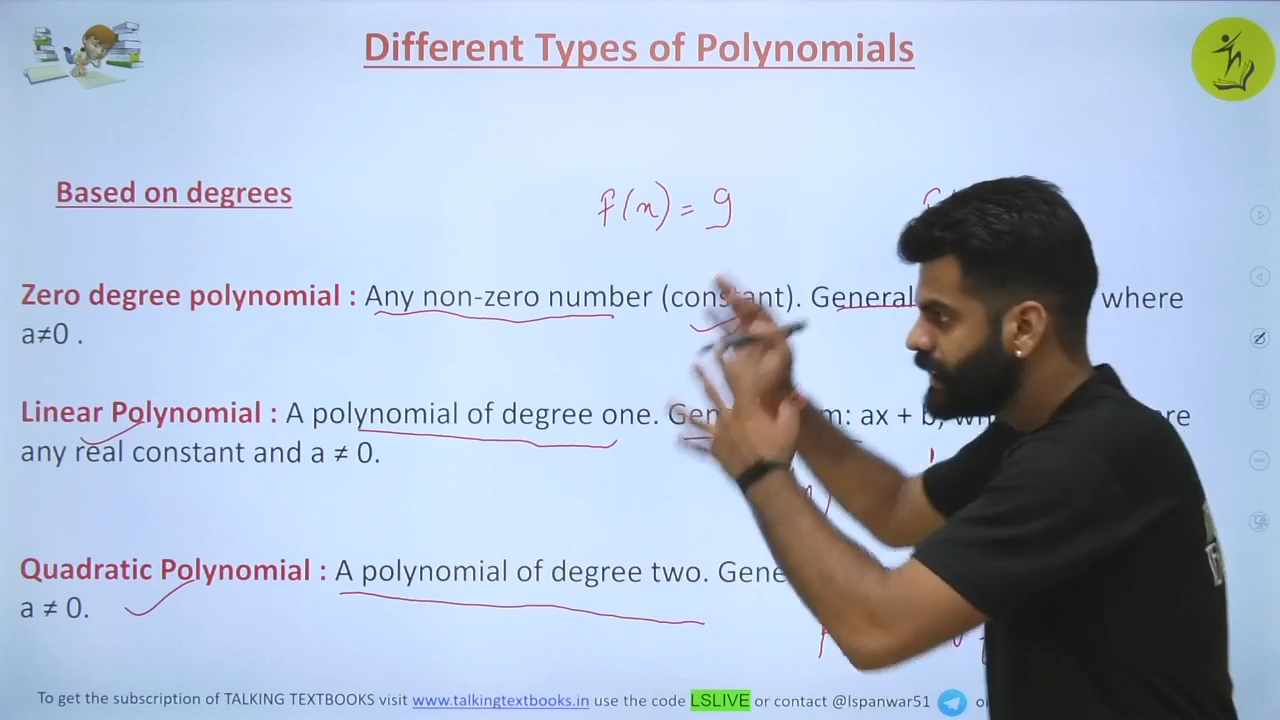 Different Types of Polynomials
Based on degrees
f(x) = 9
Zero degree polynomial : Any non-zero number (constant). General where
a≠0 .
Linear Polynomial : A polynomial of degree one. ax + b,
any real constant and a ≠ 0.
Quadratic Polynomial : A polynomial of degree two.
a ≠ 0.
To get the subscription of TALKING TEXTBOOKS visit www.talkingtextbooks.in use the code LSLIVE or contact @lspanwar51